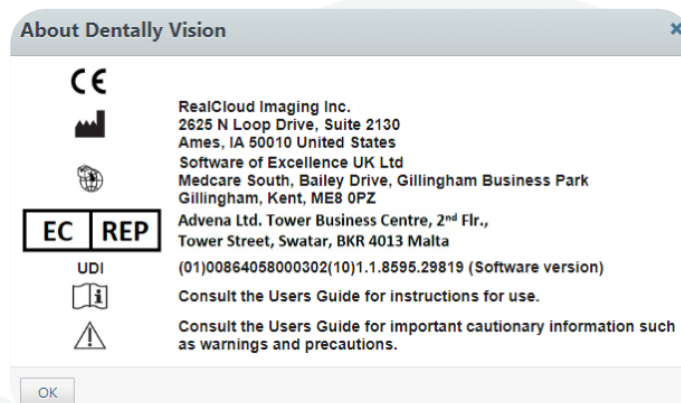 About Dentally Vision
CE
RealCloud Imaging Inc.
2625 N Loop Drive, Suite 2130
Ames, IA 50010 United States
Software of Excellence UK Ltd
Medcare South, Bailey Drive, Gillingham Business Park
Gillingham, Kent, ME8 0PZ
EC REP
Advena Ltd. Tower Business Centre, 2nd Flr.,
Tower Street, Swatar, BKR 4013 Malta
UDI (01)00864058000302(10)1.1.8595.29819 (Software version)
Consult the Users Guide for instructions for use.
Consult the Users Guide for important cautionary information such
as warnings and precautions.
OK